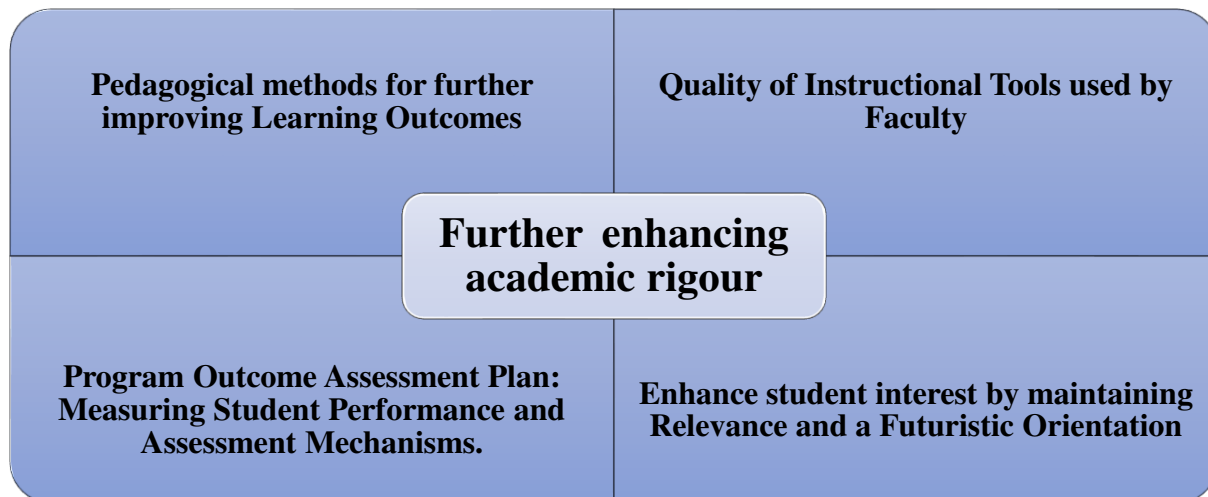 Pedagogical methods for further
improving Learning Outcomes
Quality of Instructional Tools used by
Faculty
Further enhancing
academic rigour
Program Outcome Assessment Plan:
Measuring Student Performance and
Assessment Mechanisms.
Enhance student interest by maintaining
Relevance and a Futuristic Orientation